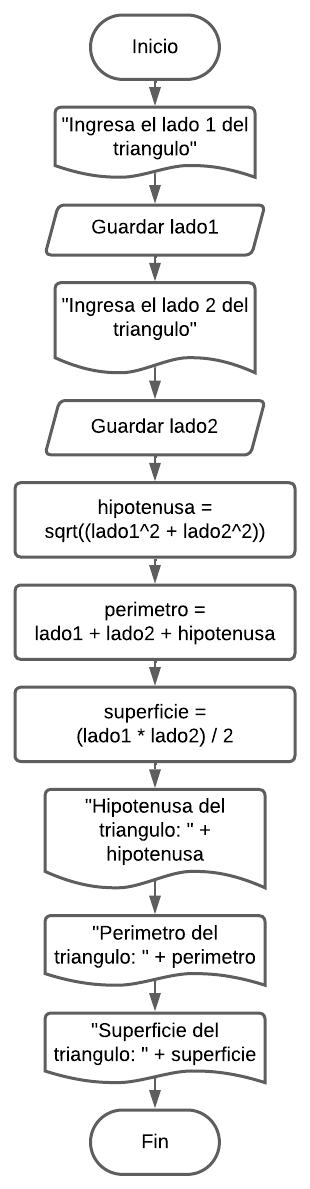 Inicio
"Ingresa el lado 1 del
triangulo"
Guardar lado1
"Ingresa el lado 2 del
triangulo"
Guardar lado2
hipotenusa =
sqrt((lado1^2 + lado2^2))
perimetro =
lado1 + lado2 + hipotenusa
superficie =
(lado1 * lado2) / 2
"Hipotenusa del
triangulo: " +
hipotenusa
"Perimetro del
triangulo: " + perimetro
"Superficie del
triangulo: " + superficie
Fin